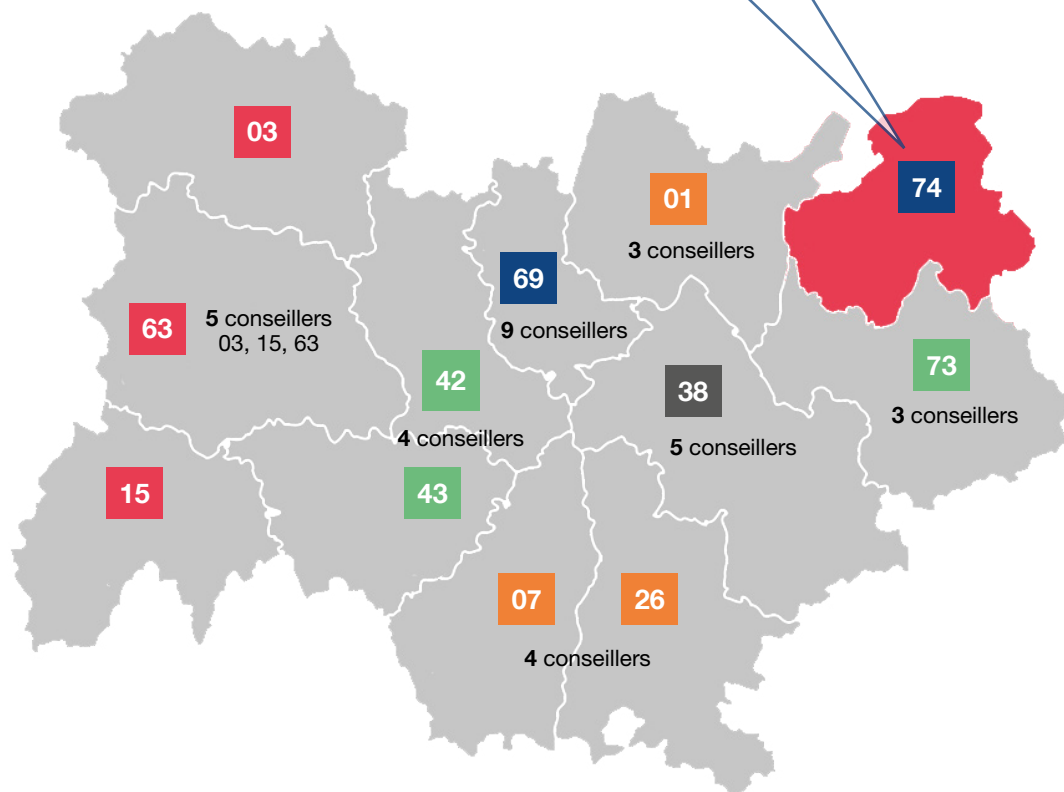 03
74
01
3 conseillers
69
9 conseillers
63
5 conseillers
03, 15, 63
42
4 conseillers
38
5 conseillers
73
3 conseillers
15
43
07
26
4 conseillers